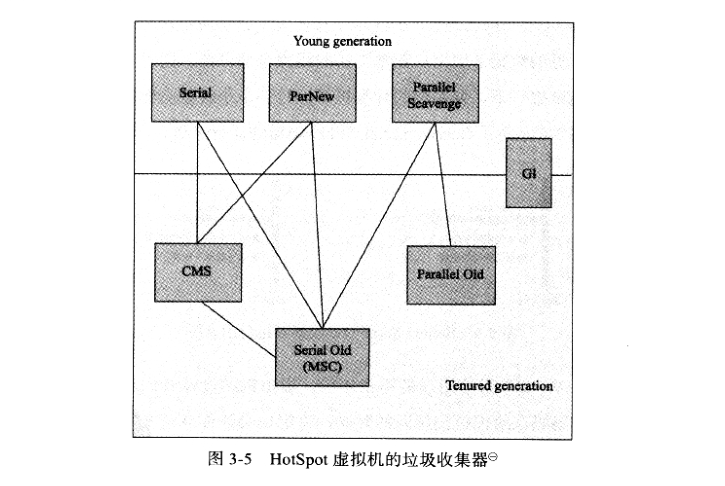 Young generation
Serial
ParNew
Parallel
Scavenge
G1
CMS
Parallel Old
Serial Old
(MSC)
Tenured generation
图 3-5 HotSpot 虚拟机的垃圾收集器㊀